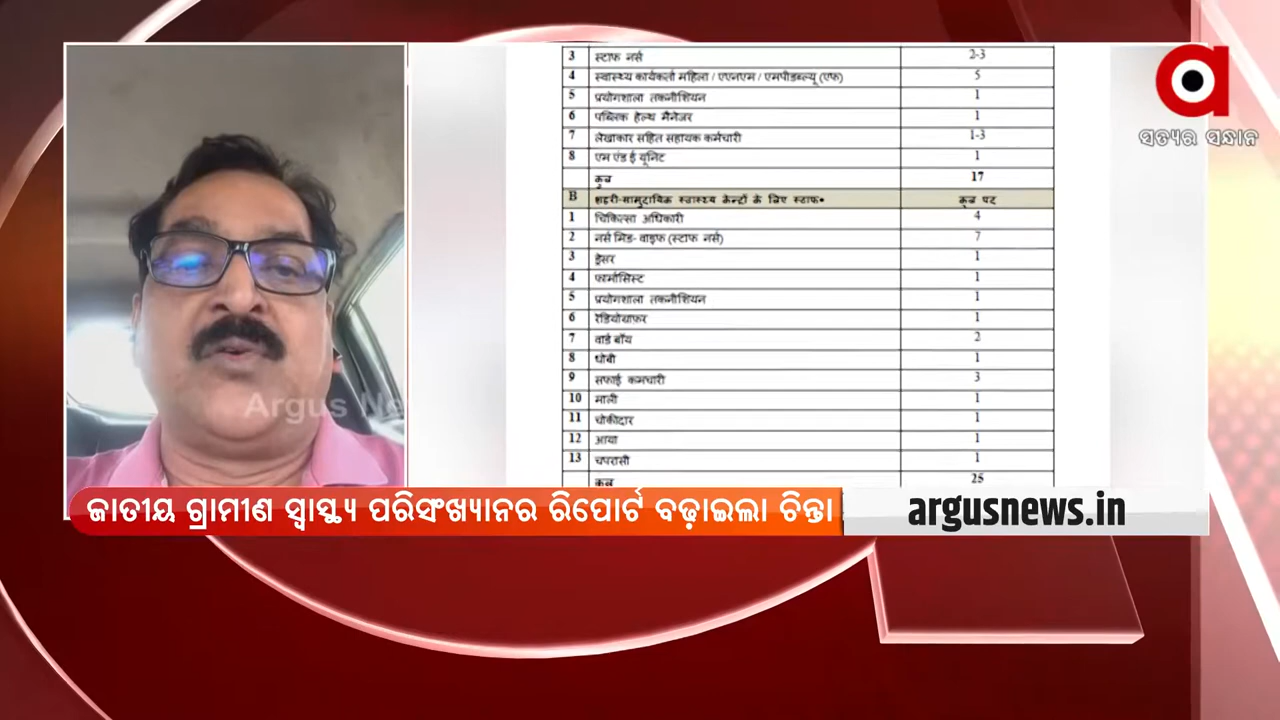 ସତ୍ୟର ସନ୍ଧାନ
3 स्टाफ नर्स 2-3
4 स्वास्थ्य कार्यकर्ता महिला / एएनएम / एमपीडब्ल्यू (एफ) 5
5 प्रयोगशाला तकनीशियन 1
6 पब्लिक हेल्थ मैनेजर 1
7 लेखाकार सहित सहायक कर्मचारी 1-3
8 एम एंड ई यूनिट 1
कुल 17
B शहरी-सामुदायिक स्वास्थ्य केन्द्रों के लिए स्टाफ* कुल पद
1 चिकित्सा अधिकारी 4
2 नर्स मिड- वाइफ (स्टाफ नर्स) 7
3 ड्रेसर 1
4 फार्मासिस्ट 1
5 प्रयोगशाला तकनीशियन 1
6 रेडियोग्राफर 1
7 वार्ड बॉय 2
8 धोबी 1
9 सफाई कर्मचारी 3
10 माली 1
11 चौकीदार 1
12 आया 1
13 चपरासी 1
कुल 25
Argus Ne
ଜାତୀୟ ଗ୍ରାମୀଣ ସ୍ୱାସ୍ଥ୍ୟ ପରିସଂଖ୍ୟାନର ରିପୋର୍ଟ ବଢ଼ାଇଲା ଚିନ୍ତା
argusnews.in